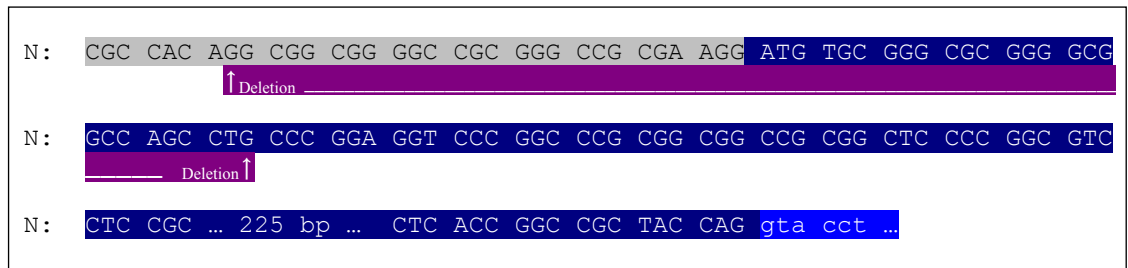 N: CGC CAC AGG CGG CGG GGC CGC GGG CCG CGA AGG ATG TGC GGG CGC GGG GCG
↑Deletion
N: GCC AGC CTG CCC GGA GGT CCC GGC CCG CGG CGG CCG CGG CTC CCC GGC GTC
Deletion↑
N: CTC CGC … 225 bp … CTC ACC GGC CGC TAC CAG gta cct …